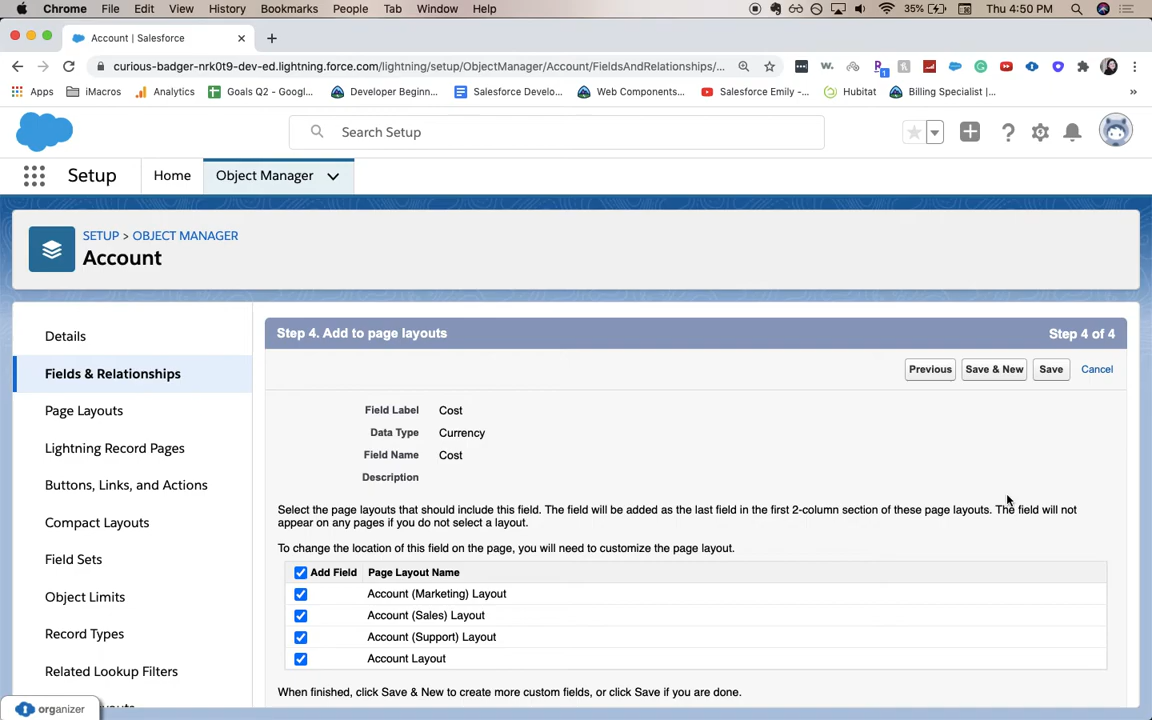 Chrome File Edit View History Bookmarks People Tab Window Help 35% Thu 4:50 PM
Account | Salesforce
curious-badger-nrk0t9-dev-ed.lightning.force.com/lightning/setup/ObjectManager/Account/FieldsAndRelationships/...
Apps iMacros Analytics Goals Q2 - Googl... Developer Beginn... Salesforce Develo... Web Components... Salesforce Emily -... Hubitat Billing Specialist |... »
Search Setup
Setup Home Object Manager
SETUP > OBJECT MANAGER
Account
Details
Fields & Relationships
Page Layouts
Lightning Record Pages
Buttons, Links, and Actions
Compact Layouts
Field Sets
Object Limits
Record Types
Related Lookup Filters
organizer
Step 4. Add to page layouts Step 4 of 4
Previous Save & New Save Cancel
Field Label Cost
Data Type Currency
Field Name Cost
Description
Select the page layouts that should include this field. The field will be added as the last field in the first 2-column section of these page layouts. The field will not
appear on any pages if you do not select a layout.
To change the location of this field on the page, you will need to customize the page layout.
Add Field Page Layout Name
Account (Marketing) Layout
Account (Sales) Layout
Account (Support) Layout
Account Layout
When finished, click Save & New to create more custom fields, or click Save if you are done.